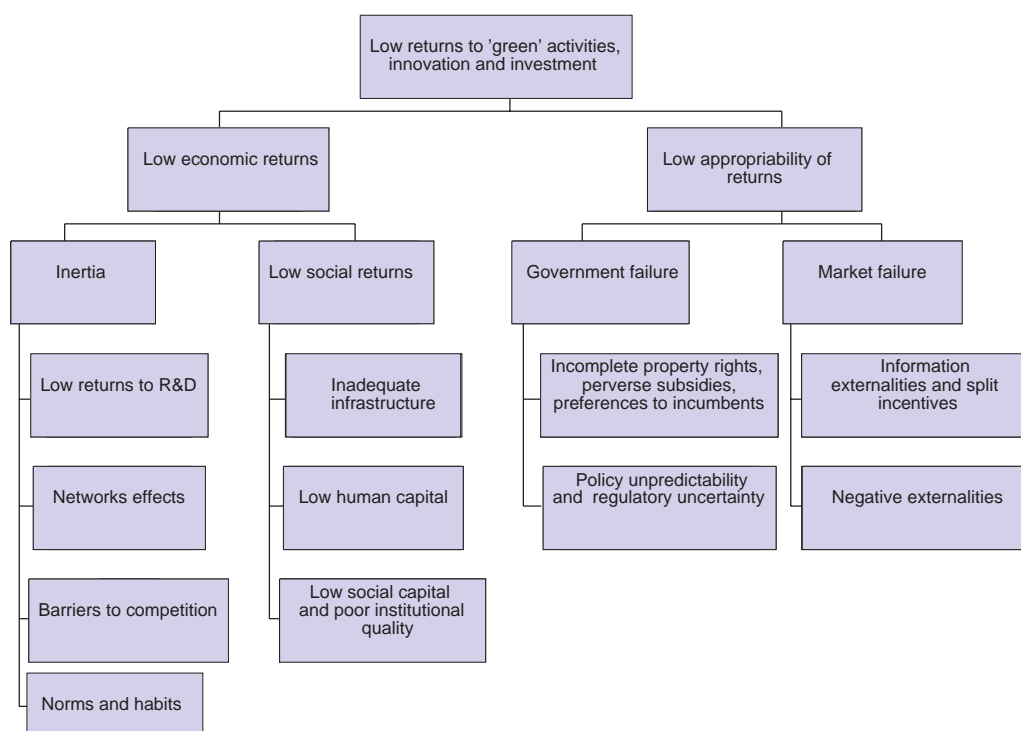 Low returns to ’green’ activities,
innovation and investment
Low economic returns
Low appropriability of
returns
Inertia
Low social returns
Government failure
Market failure
Low returns to R&D
Inadequate
infrastructure
Incomplete property rights,
perverse subsidies,
preferences to incumbents
Information
externalities and split
incentives
Networks effects
Low human capital
Policy unpredictability
and regulatory uncertainty
Negative externalities
Barriers to competition
Low social capital
and poor institutional
quality
Norms and habits